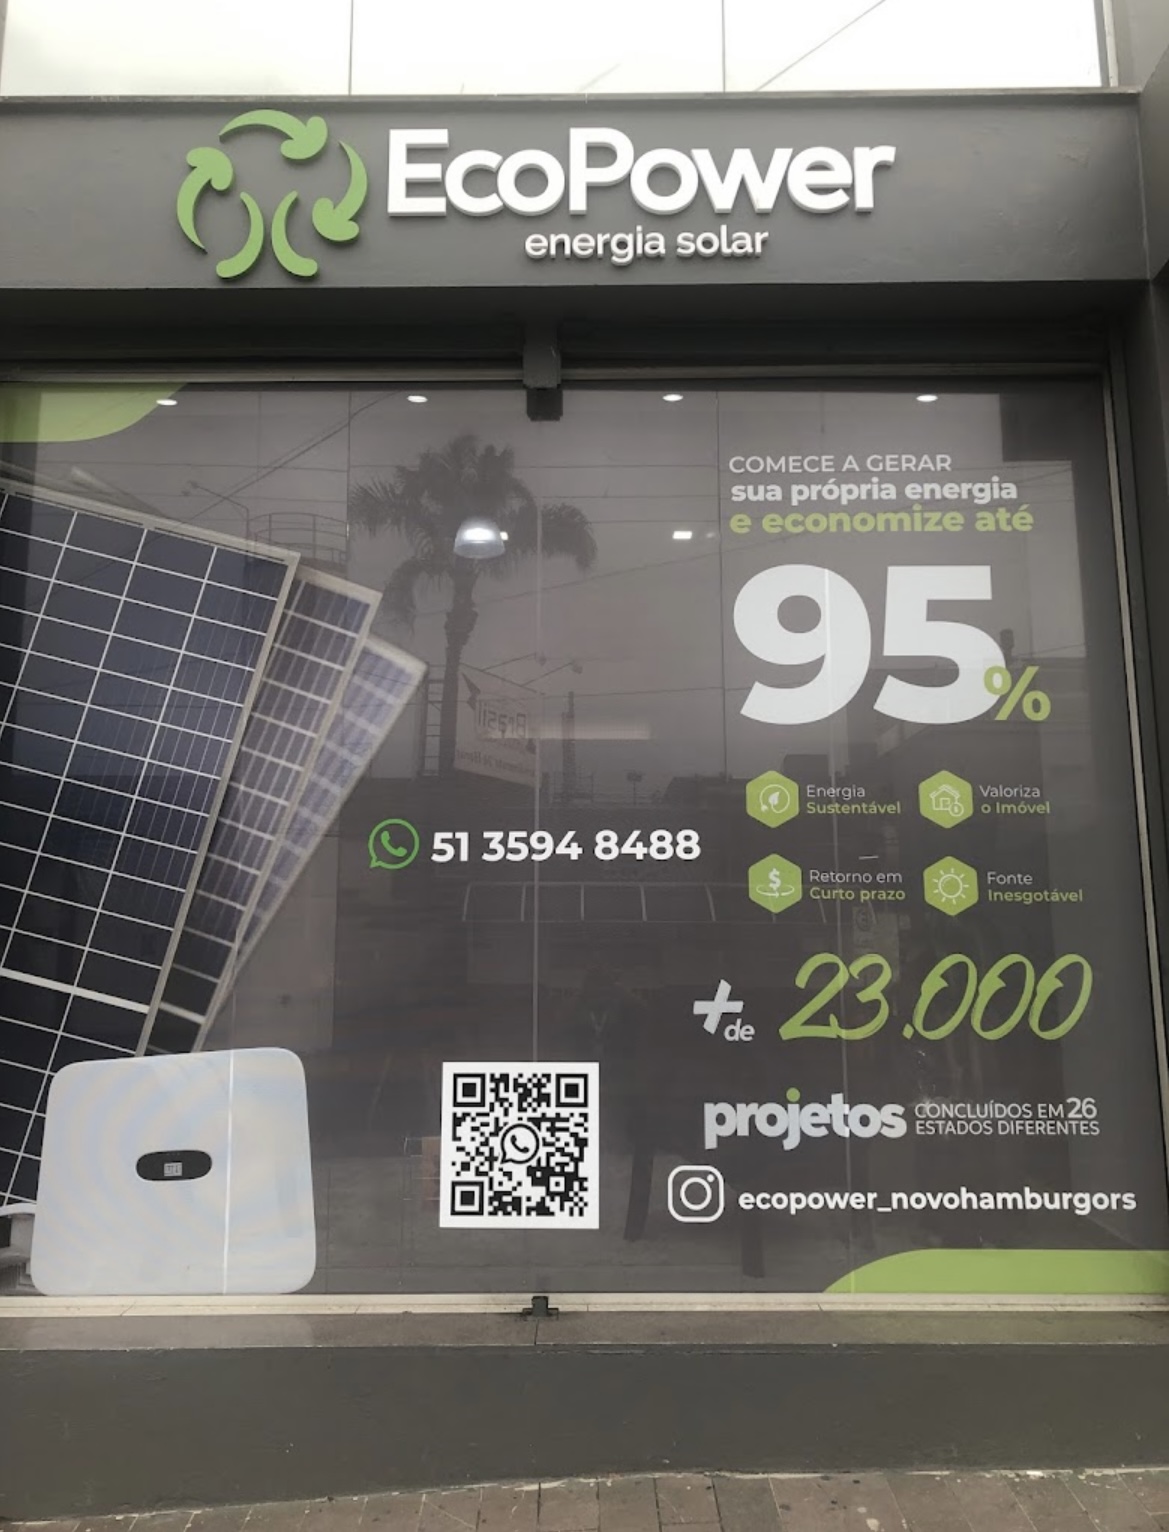 EcoPower
energia solar
COMECE A GERAR
sua própria energia
e economize até
95%
Energia
Sustentável
Valoriza
o Imóvel
51 3594 8488
Retorno em
Curto prazo
Fonte
Inesgotável
+ de 23.000
projetos CONCLUÍDOS EM 26
ESTADOS DIFERENTES
ecopower_novohamburgors